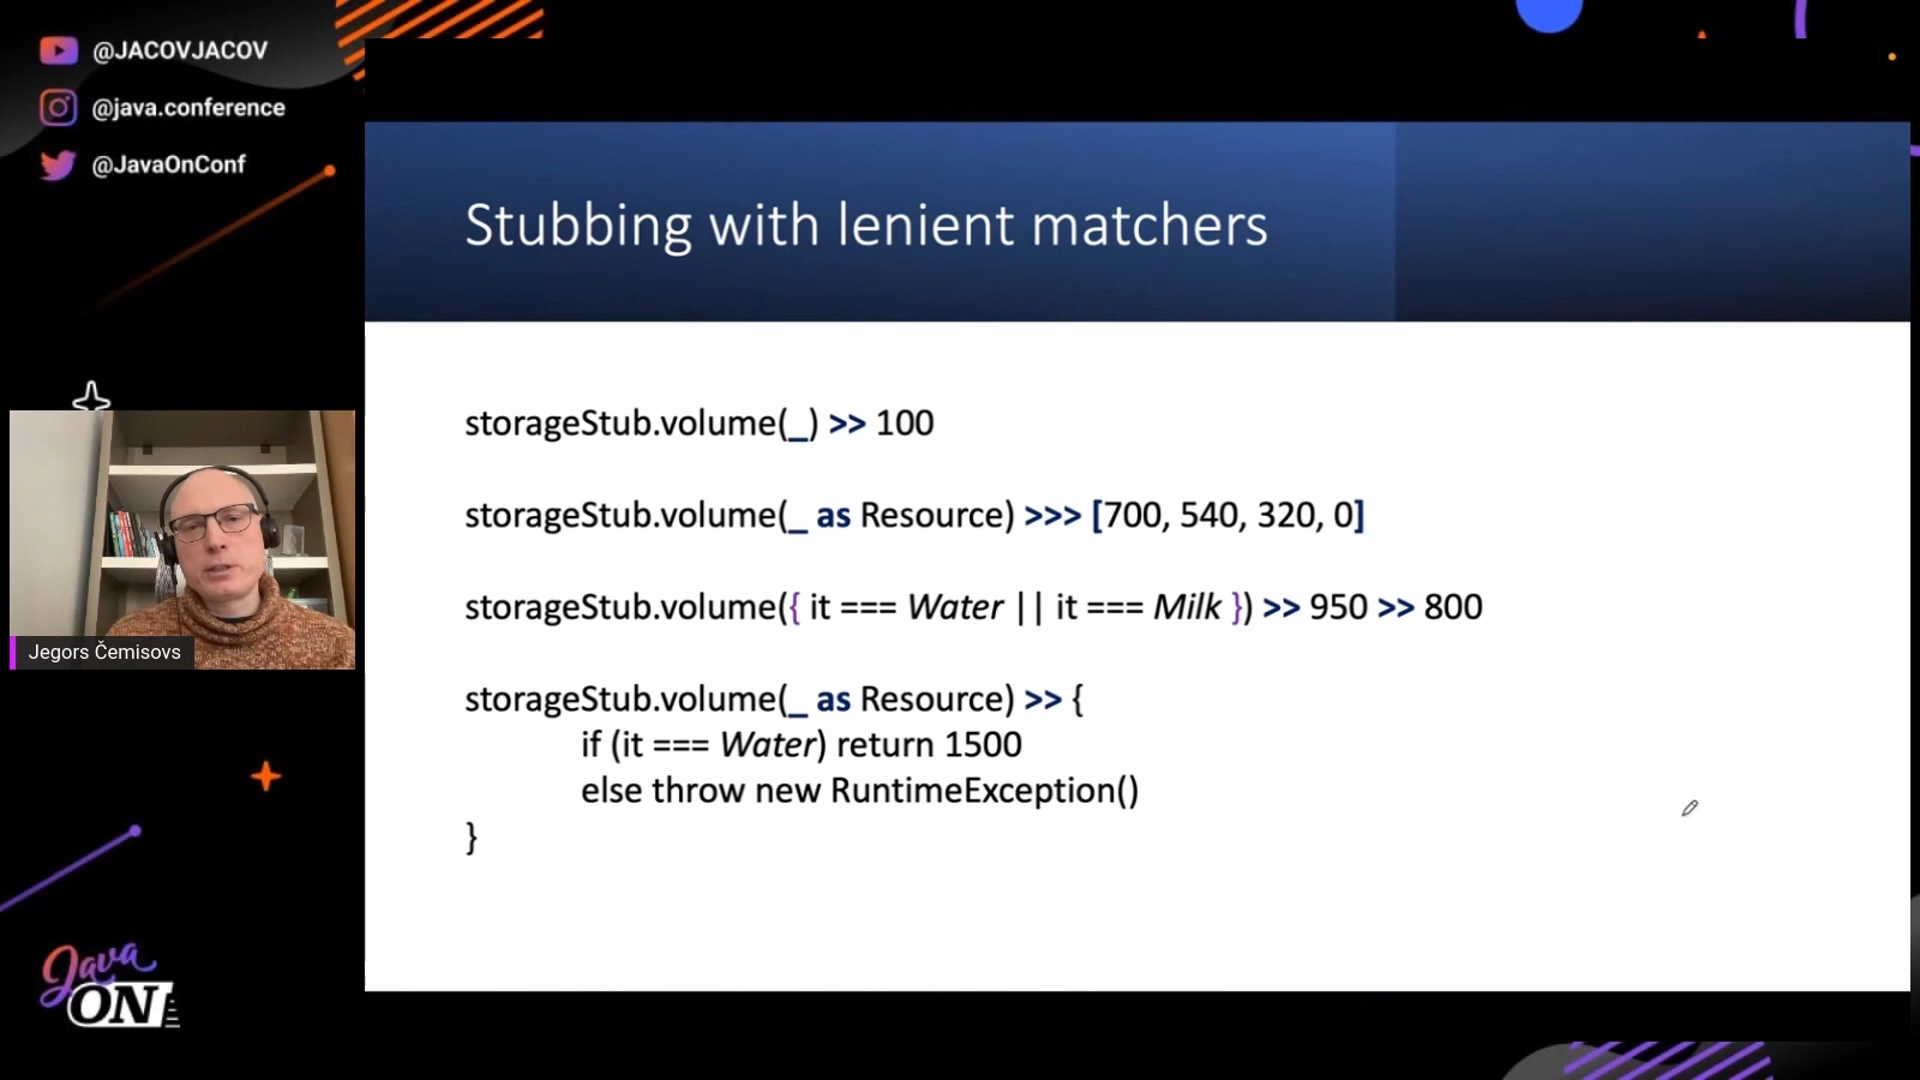 @JACOVJACOV
@java.conference
@JavaOnConf
Stubbing with lenient matchers
storageStub.volume(_) >> 100
storageStub.volume(_ as Resource) >>> [700, 540, 320, 0]
storageStub.volume({ it === Water || it === Milk }) >> 950 >> 800
storageStub.volume(_ as Resource) >> {
if (it === Water) return 1500
else throw new RuntimeException()
}
Jegors Čemisovs
Java
ON